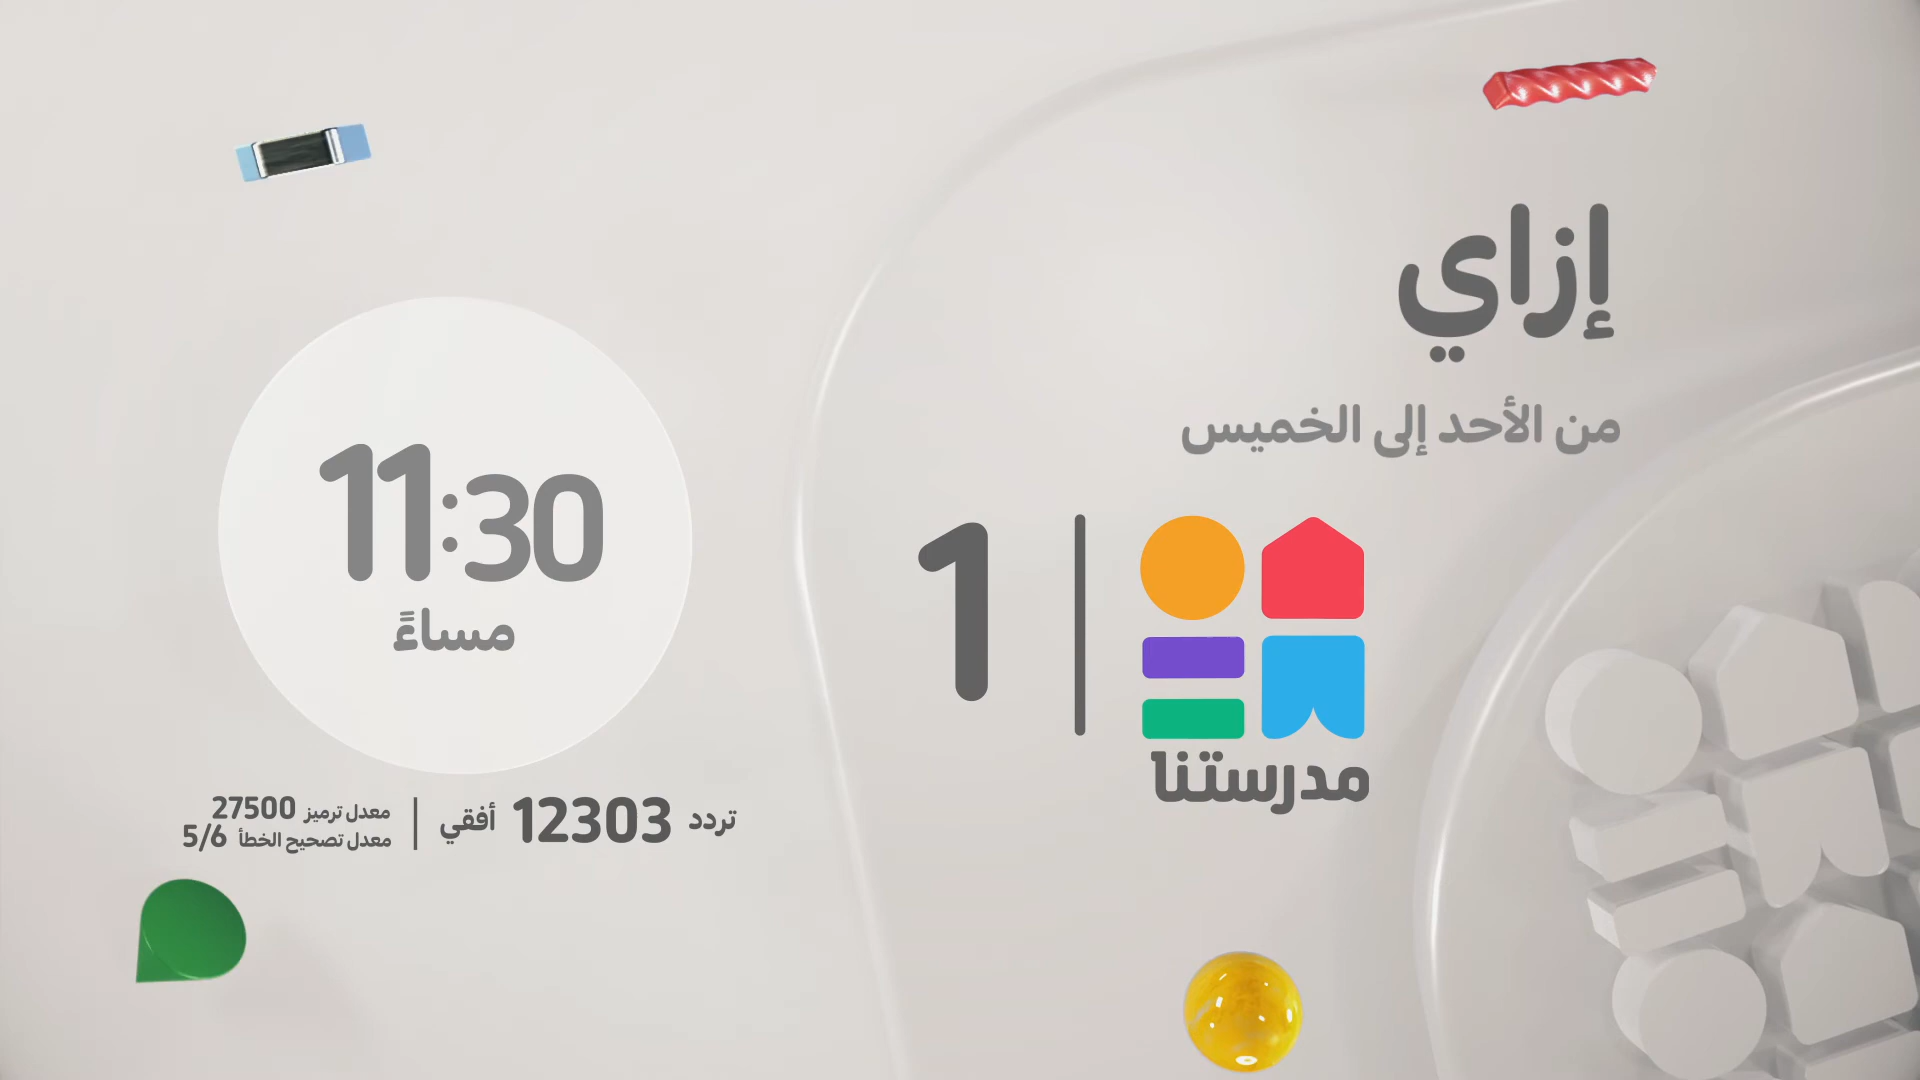 إزاي
من الأحد إلى الخميس
مدرستنا | 1
11:30
مساءً
تردد 12303 أفقي
معدل ترميز 27500
معدل تصحيح الخطأ 5/6